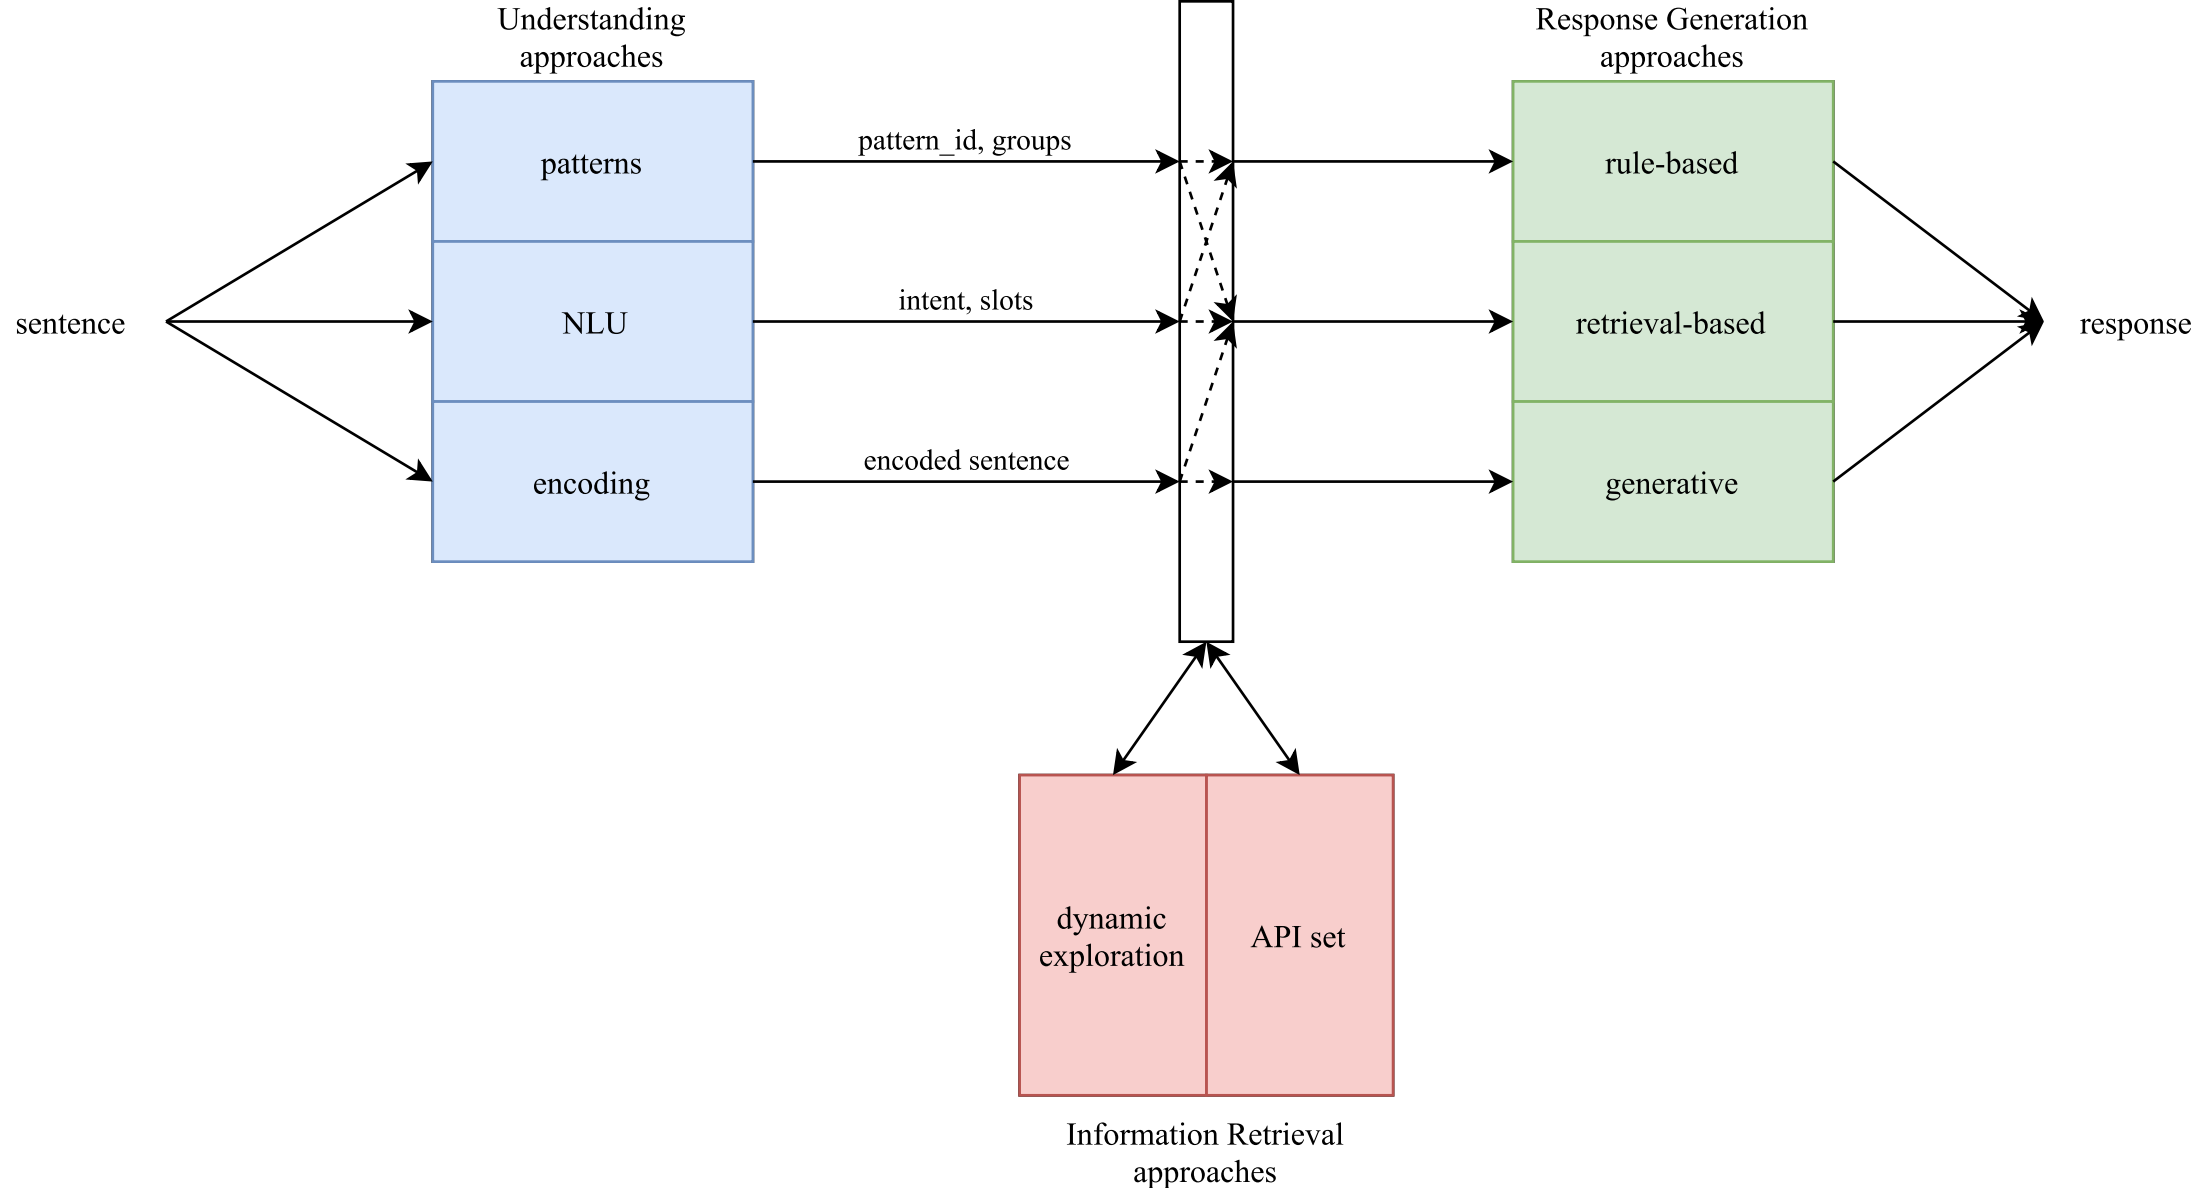 Understanding
approaches
Response Generation
approaches
patterns
pattern_id, groups
rule-based
sentence
NLU
intent, slots
retrieval-based
response
encoding
encoded sentence
generative
dynamic
exploration
API set
Information Retrieval
approaches